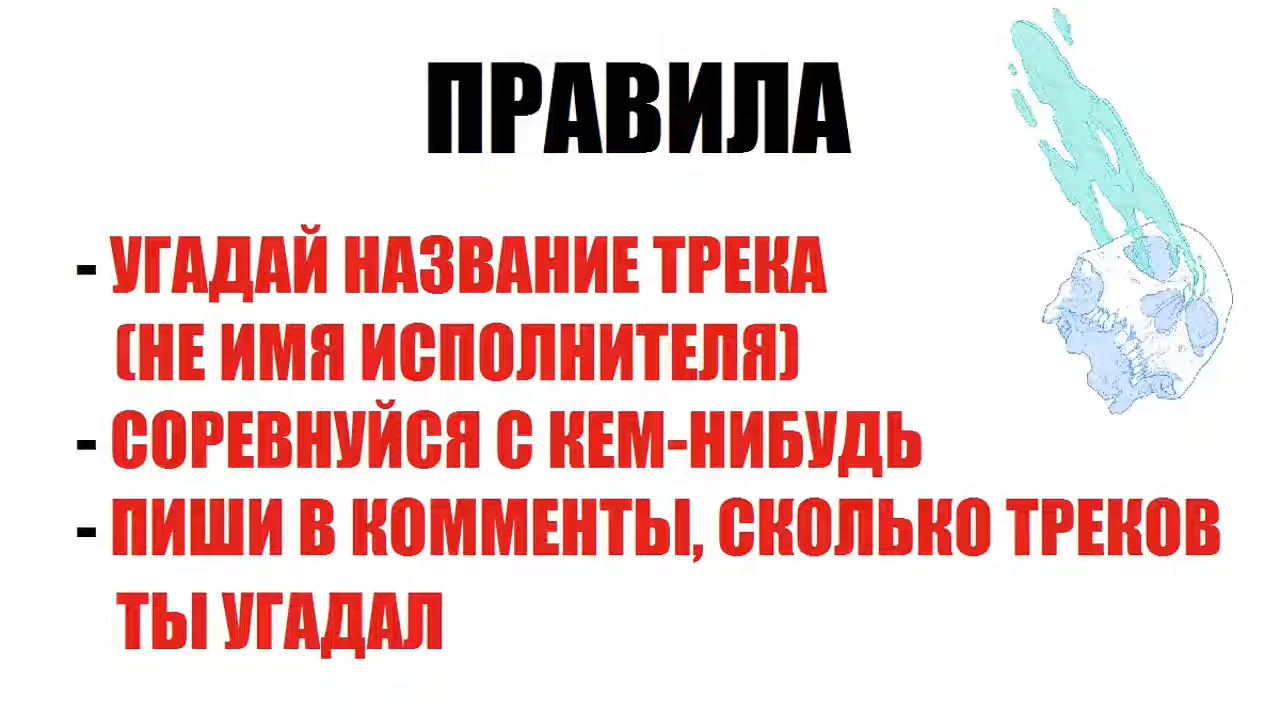 ПРАВИЛА
- УГАДАЙ НАЗВАНИЕ ТРЕКА
(НЕ ИМЯ ИСПОЛНИТЕЛЯ)
- СОРЕВНУЙСЯ С КЕМ-НИБУДЬ
- ПИШИ В КОММЕНТЫ, СКОЛЬКО ТРЕКОВ
ТЫ УГАДАЛ